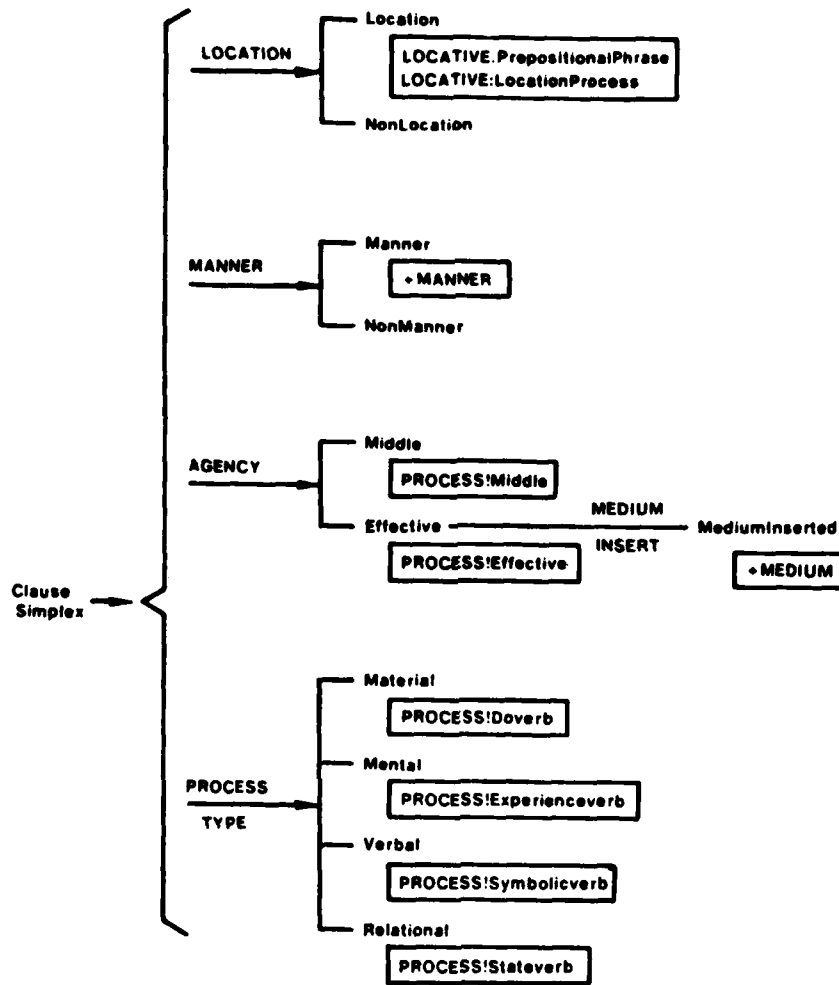 Location
LOCATION
LOCATIVE:PrepositionalPhrase
LOCATIVE:LocationProcess
NonLocation
Manner
MANNER
+MANNER
NonManner
Middle
AGENCY
PROCESS!Middle
MEDIUM
Effective
MediumInserted
INSERT
PROCESS!Effective
+MEDIUM
Clause
Simplex
Material
PROCESS!Doverb
Mental
PROCESS
PROCESS!Experienceverb
TYPE
Verbal
PROCESS!Symbolicverb
Relational
PROCESS!Stateverb